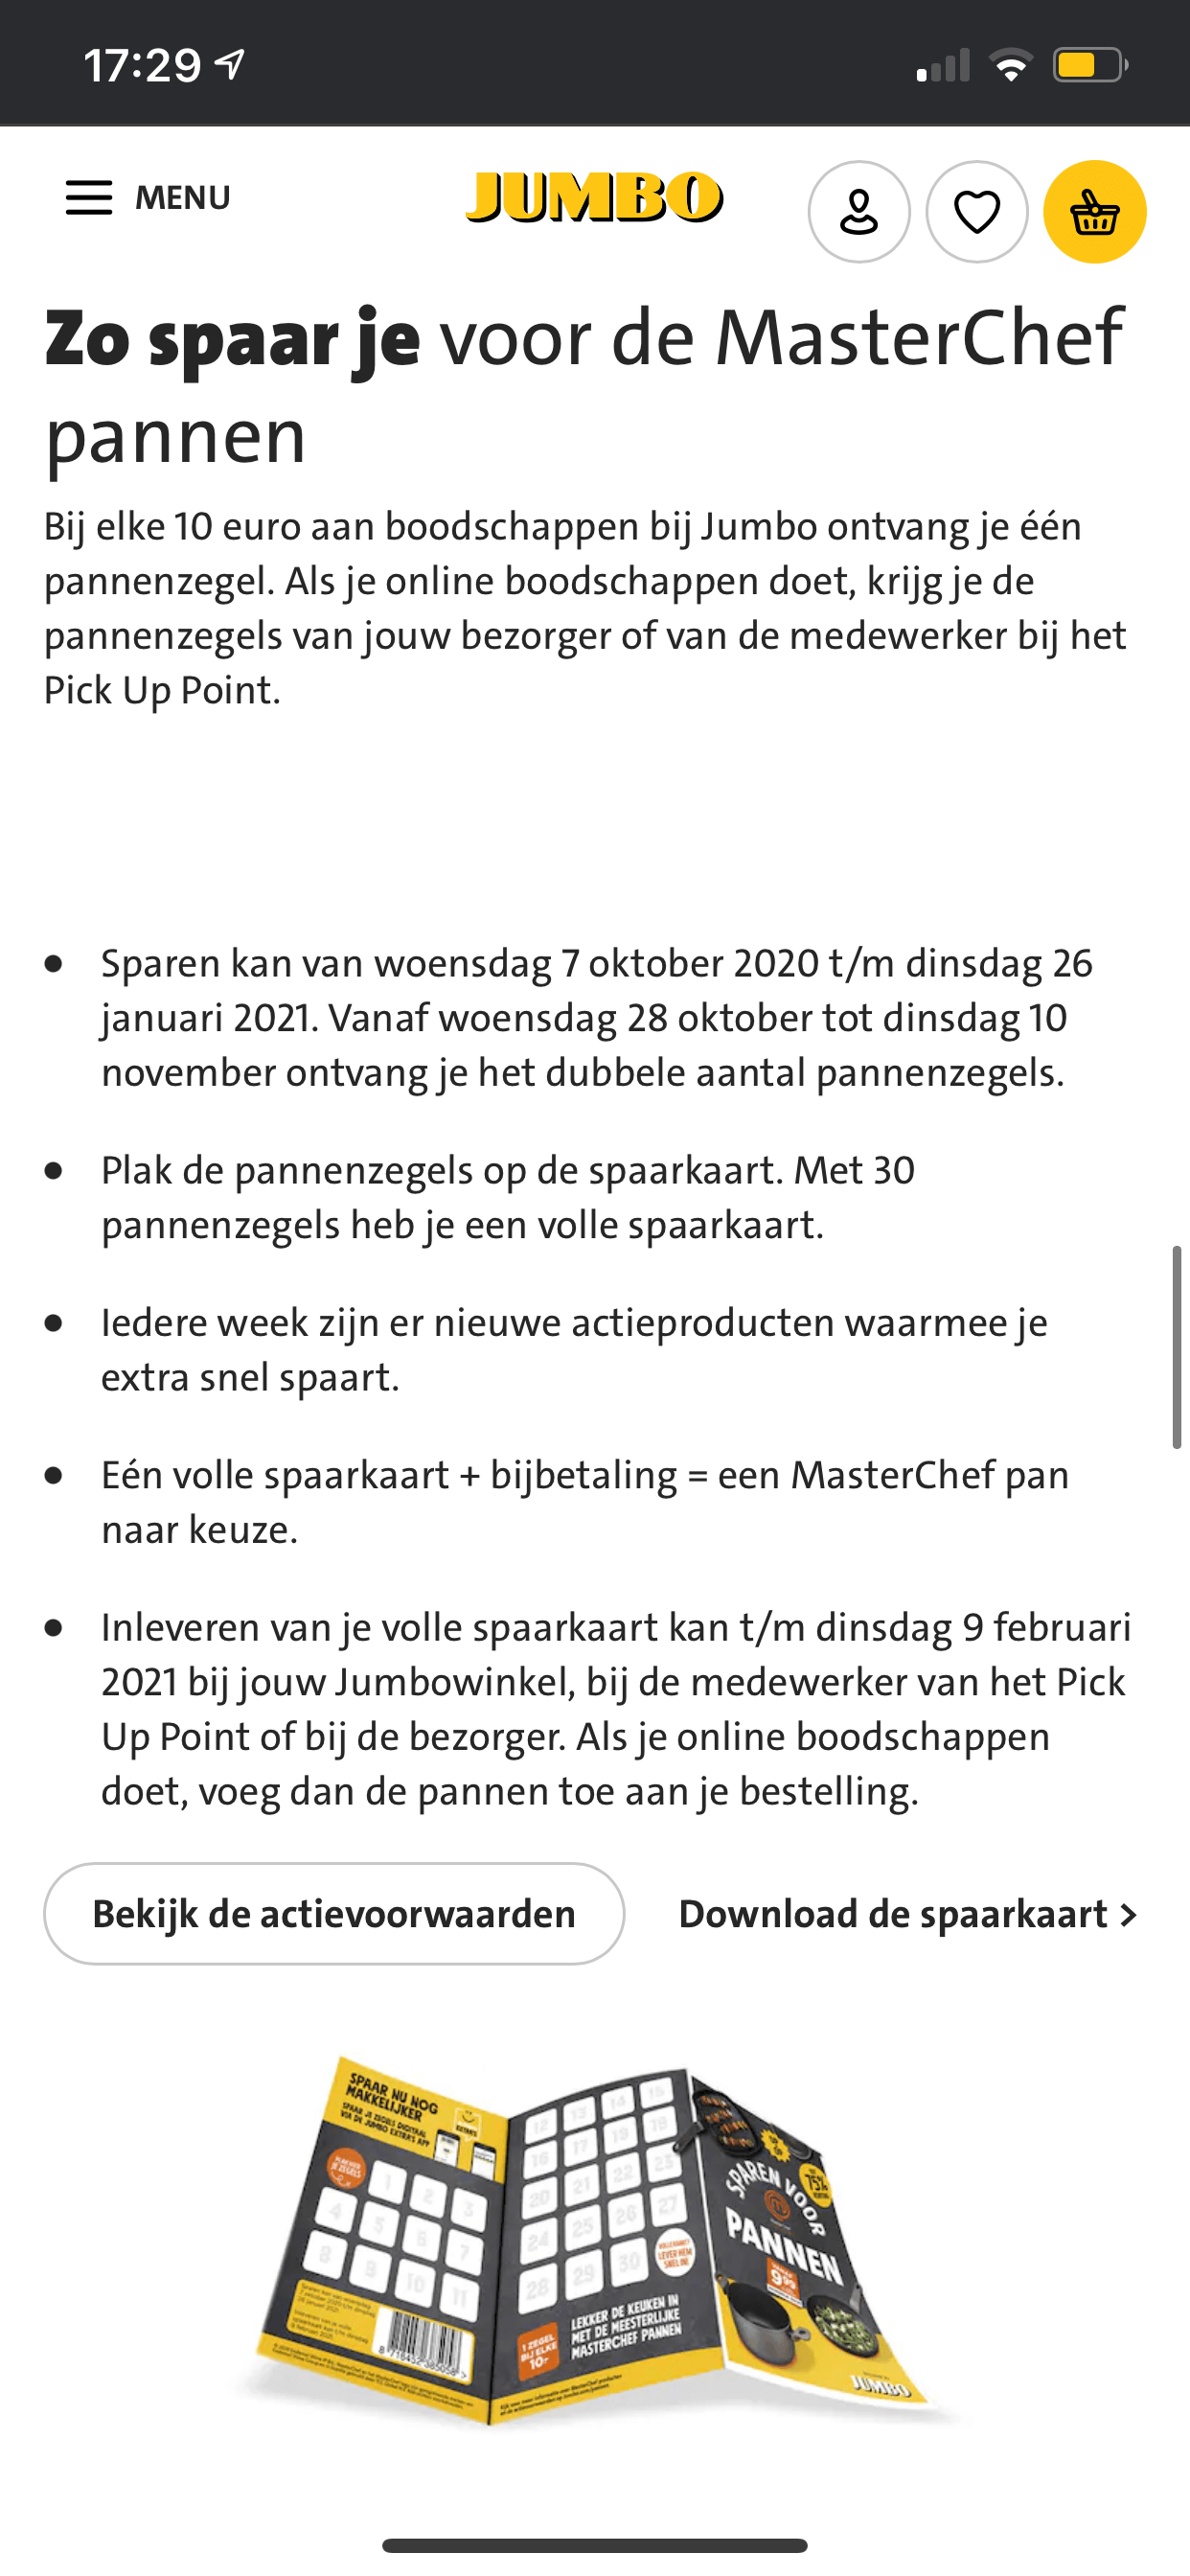 17:29
MENU
JUMBO
Zo spaar je voor de MasterChef
pannen
Bij elke 10 euro aan boodschappen bij Jumbo ontvang je één
pannenzegel. Als je online boodschappen doet, krijg je de
pannenzegels van jouw bezorger of van de medewerker bij het
Pick Up Point.
• Sparen kan van woensdag 7 oktober 2020 t/m dinsdag 26
januari 2021. Vanaf woensdag 28 oktober tot dinsdag 10
november ontvang je het dubbele aantal pannenzegels.
• Plak de pannenzegels op de spaarkaart. Met 30
pannenzegels heb je een volle spaarkaart.
• Iedere week zijn er nieuwe actieproducten waarmee je
extra snel spaart.
• Eén volle spaarkaart + bijbetaling = een MasterChef pan
naar keuze.
• Inleveren van je volle spaarkaart kan t/m dinsdag 9 februari
2021 bij jouw Jumbowinkel, bij de medewerker van het Pick
Up Point of bij de bezorger. Als je online boodschappen
doet, voeg dan de pannen toe aan je bestelling.
Bekijk de actievoorwaarden
Download de spaarkaart >
SPAAR NU NOG
MAKKELIJKER
SPAAR JE ZEGELS DIGITAAL
VIA DE JUMBO EXTRA'S APP
1 2 3
4 5 6 7
8 9 10 11
12 13 14 15
16 17 18 19
20 21 22 23
24 25 26 27
28 29 30
1 ZEGEL
BIJ ELKE
10,-
LEKKER DE KEUKEN IN
MET DE MEESTERLIJKE
MASTERCHEF PANNEN
75%
SPAREN VOOR
PANNEN
9⁹⁹
JUMBO